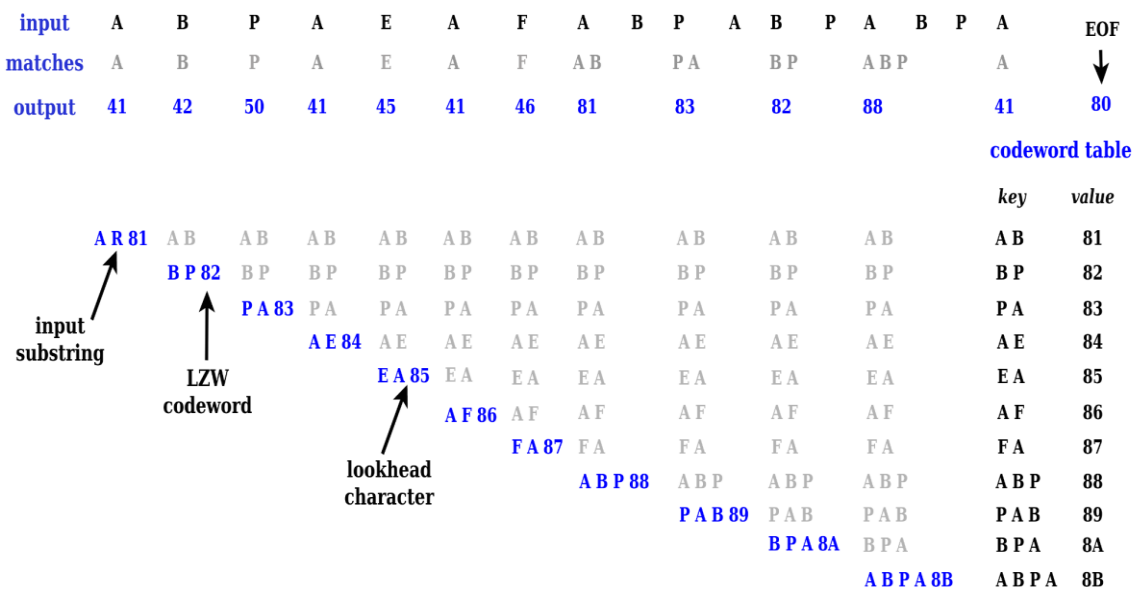 input A B P A E A F A B P A B P A B P A EOF
matches A B P A E A F A B P A B P A B P A
output 41 42 50 41 45 41 46 81 83 82 88 41 80
codeword table
key value
A R 81 A B A B A B A B A B A B A B A B A B A B A B 81
B P 82 B P B P B P B P B P B P B P B P B P B P 82
P A 83 P A P A P A P A P A P A P A P A P A 83
input substring
A E 84 A E A E A E A E A E A E A E A E 84
LZW codeword
E A 85 E A E A E A E A E A E A E A 85
A F 86 A F A F A F A F A F A F 86
F A 87 F A F A F A F A F A 87
lookhead character
A B P 88 A B P A B P A B P A B P 88
P A B 89 P A B P A B P A B 89
B P A 8A B P A B P A 8A
A B P A 8B A B P A 8B